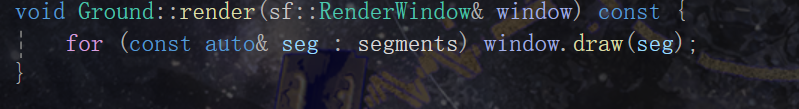 void Ground::render(sf::RenderWindow& window) const {
    for (const auto& seg : segments) window.draw(seg);
}